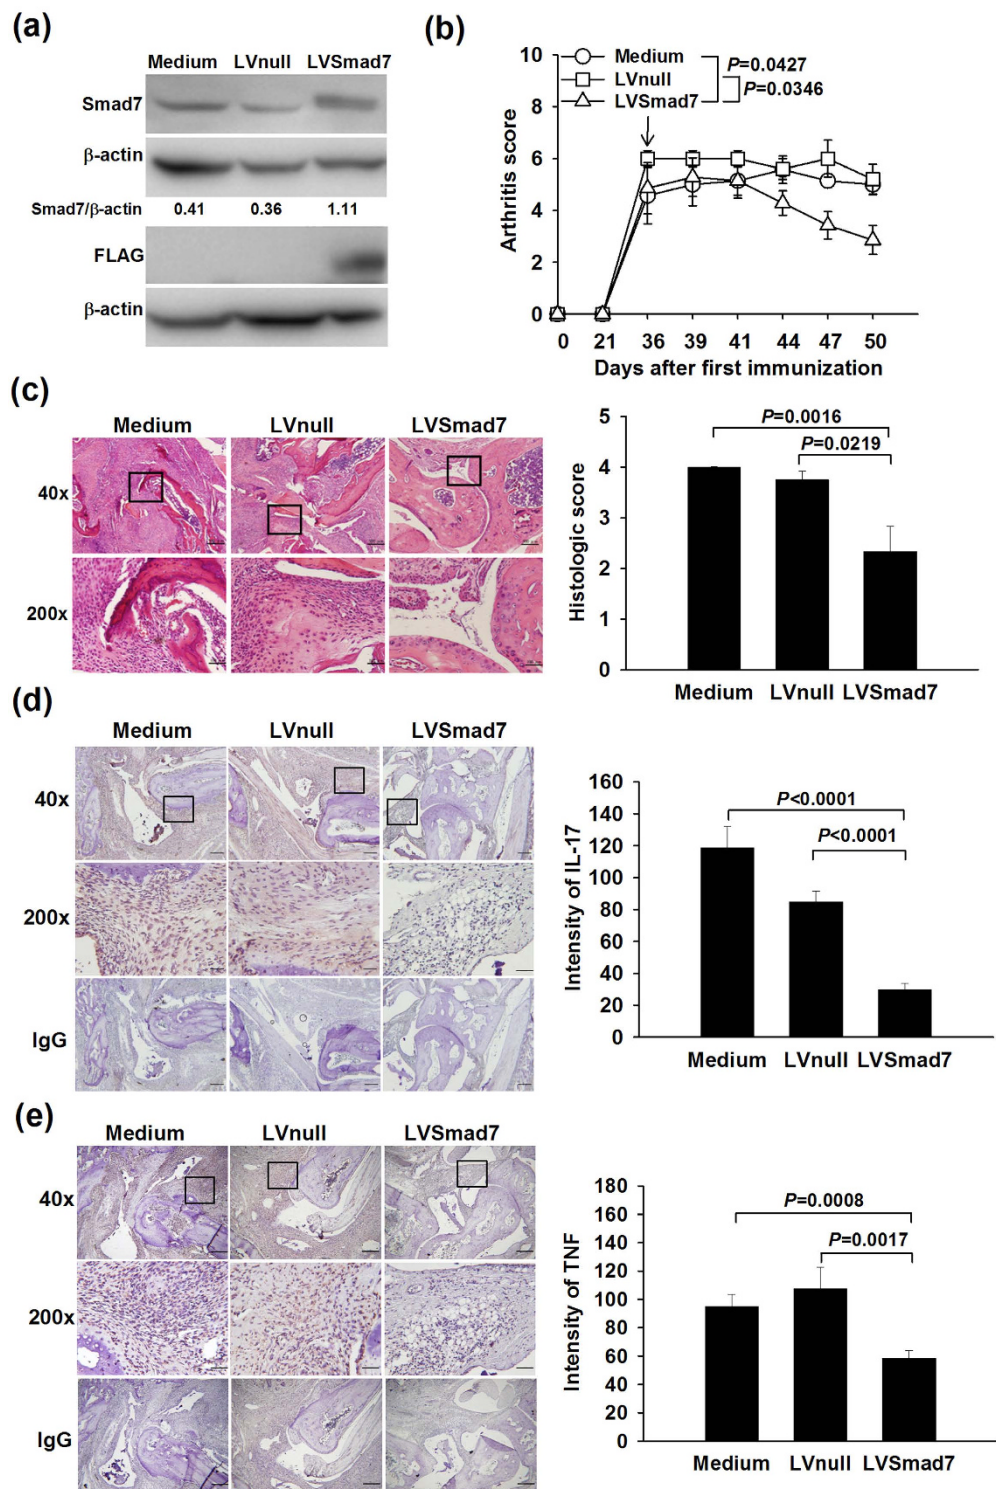 (a)
Medium LVnull LVSmad7
Smad7
β-actin
Smad7/β-actin 0.41 0.36 1.11
FLAG
β-actin
(b)
Medium
LVnull
LVSmad7
P=0.0427
P=0.0346
Arthritis score
10
8
6
4
2
0
0 21 36 39 41 44 47 50
Days after first immunization
(c)
Medium LVnull LVSmad7
40x
200x
Histologic score
5
4
3
2
1
0
P=0.0016
P=0.0219
Medium LVnull LVSmad7
(d)
Medium LVnull LVSmad7
40x
200x
IgG
Intensity of IL-17
160
140
120
100
80
60
40
20
0
P<0.0001
P<0.0001
Medium LVnull LVSmad7
(e)
Medium LVnull LVSmad7
40x
200x
IgG
Intensity of TNF
180
160
140
120
100
80
60
40
20
0
P=0.0008
P=0.0017
Medium LVnull LVSmad7